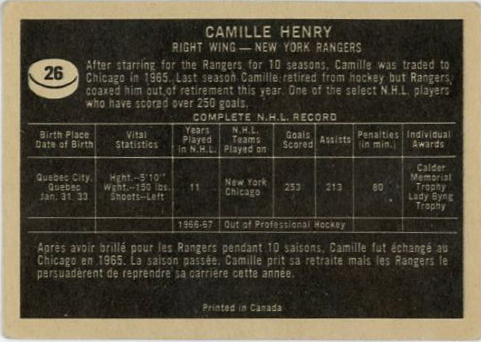 CAMILLE HENRY
RIGHT WING — NEW YORK RANGERS
26
After starring for the Rangers for 10 seasons, Camille was traded to
Chicago in 1965. Last season Camille retired from hockey but Rangers
coaxed him out of retirement this year. One of the select N.H.L. players
who have scored over 250 goals.
COMPLETE N.H.L. RECORD
Birth Place Date of Birth Vital Statistics Years Played in N.H.L. N.H.L. Teams Played on Goals Scored Assists Penalties (in min.) Individual Awards
Quebec City, Quebec Jan. 31, 33 Hght.—5'10" Wght.—150 lbs. Shoots—Left 11 New York Chicago 253 213 80 Calder Memorial Trophy Lady Byng Trophy
1966-67 Out of Professional Hockey
Après avoir brillé pour les Rangers pendant 10 saisons, Camille fut échangé au
Chicago en 1965. La saison passée, Camille prit sa retraite mais les Rangers le
persuadèrent de reprendre sa carrière cette année.
Printed in Canada